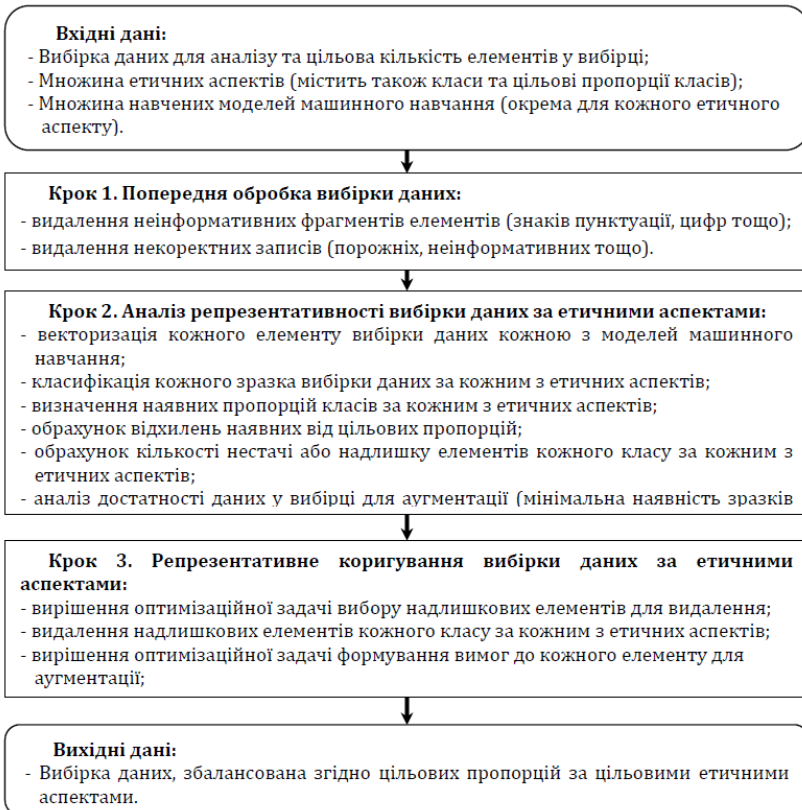 Вхідні дані:
- Вибірка даних для аналізу та цільова кількість елементів у вибірці;
- Множина етичних аспектів (містить також класи та цільові пропорції класів);
- Множина навчених моделей машинного навчання (окрема для кожного етичного
аспекту).
Крок 1. Попередня обробка вибірки даних:
- видалення неінформативних фрагментів елементів (знаків пунктуації, цифр тощо);
- видалення некоректних записів (порожніх, неінформативних тощо).
Крок 2. Аналіз репрезентативності вибірки даних за етичними аспектами:
- векторизація кожного елементу вибірки даних кожною з моделей машинного
навчання;
- класифікація кожного зразка вибірки даних за кожним з етичних аспектів;
- визначення наявних пропорцій класів за кожним з етичних аспектів;
- обрахунок відхилень наявних від цільових пропорцій;
- обрахунок кількості нестачі або надлишку елементів кожного класу за кожним з
етичних аспектів;
- аналіз достатності даних у вибірці для аугментації (мінімальна наявність зразків
Крок 3. Репрезентативне коригування вибірки даних за етичними
аспектами:
- вирішення оптимізаційної задачі вибору надлишкових елементів для видалення;
- видалення надлишкових елементів кожного класу за кожним з етичних аспектів;
- вирішення оптимізаційної задачі формування вимог до кожного елементу для
аугментації;
Вихідні дані:
- Вибірка даних, збалансована згідно цільових пропорцій за цільовими етичними
аспектами.